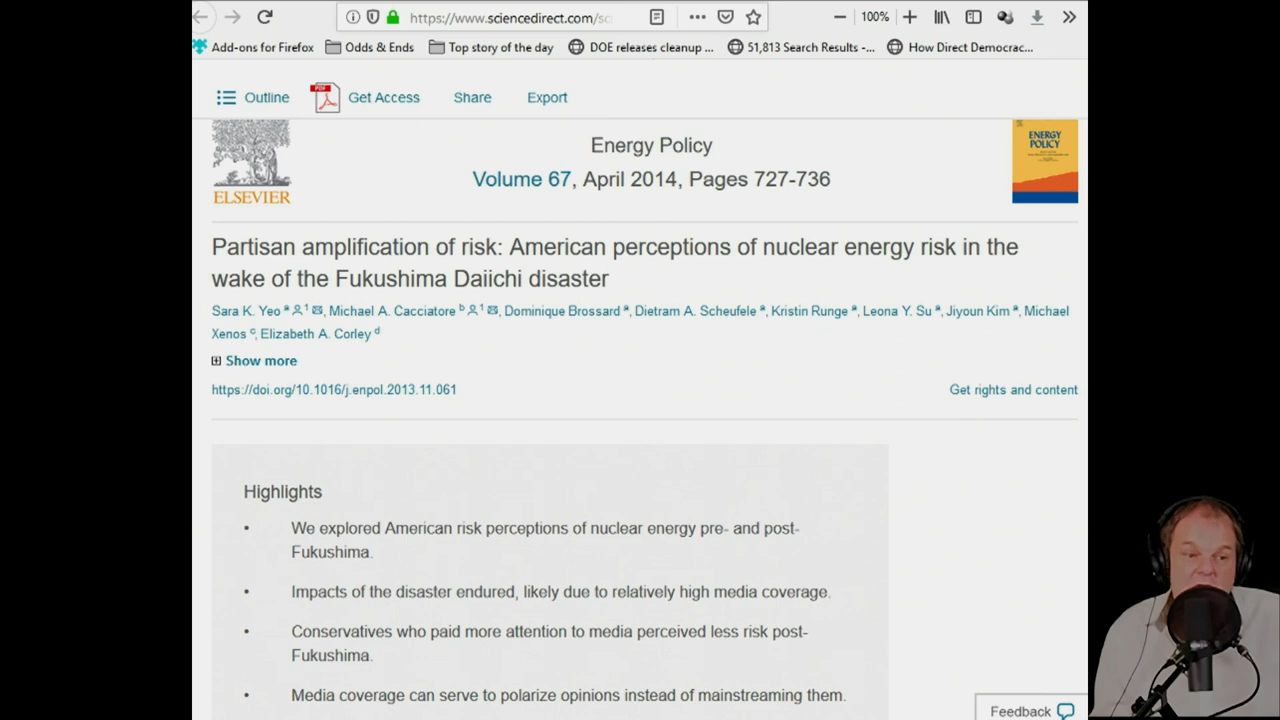 https://www.sciencedirect.com/sc
100%
Add-ons for Firefox Odds & Ends Top story of the day DOE releases cleanup ... 51,813 Search Results -... How Direct Democrac...
Outline PDF Get Access Share Export
ELSEVIER
Energy Policy
Volume 67, April 2014, Pages 727-736
ENERGY
POLICY
Partisan amplification of risk: American perceptions of nuclear energy risk in the
wake of the Fukushima Daiichi disaster
Sara K. Yeo a 1, Michael A. Cacciatore b 1, Dominique Brossard a, Dietram A. Scheufele a, Kristin Runge a, Leona Y. Su a, Jiyoun Kim a, Michael
Xenos c, Elizabeth A. Corley d
Show more
https://doi.org/10.1016/j.enpol.2013.11.061 Get rights and content
Highlights
• We explored American risk perceptions of nuclear energy pre- and post-
Fukushima.
• Impacts of the disaster endured, likely due to relatively high media coverage.
• Conservatives who paid more attention to media perceived less risk post-
Fukushima.
• Media coverage can serve to polarize opinions instead of mainstreaming them.
Feedback